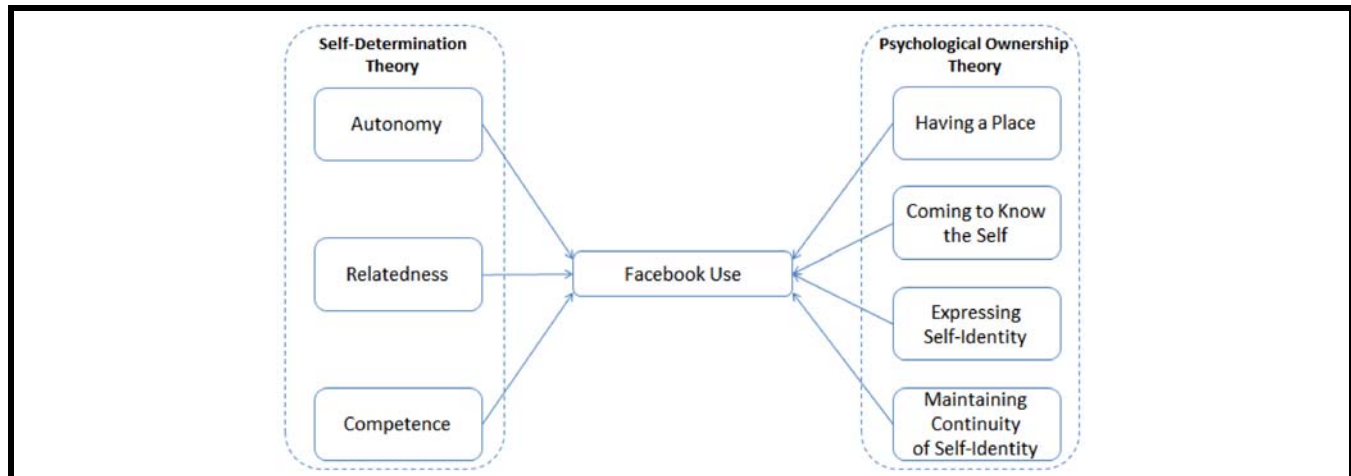 Self-Determination
Theory
Autonomy
Relatedness
Competence
Facebook Use
Psychological Ownership
Theory
Having a Place
Coming to Know
the Self
Expressing
Self-Identity
Maintaining
Continuity
of Self-Identity